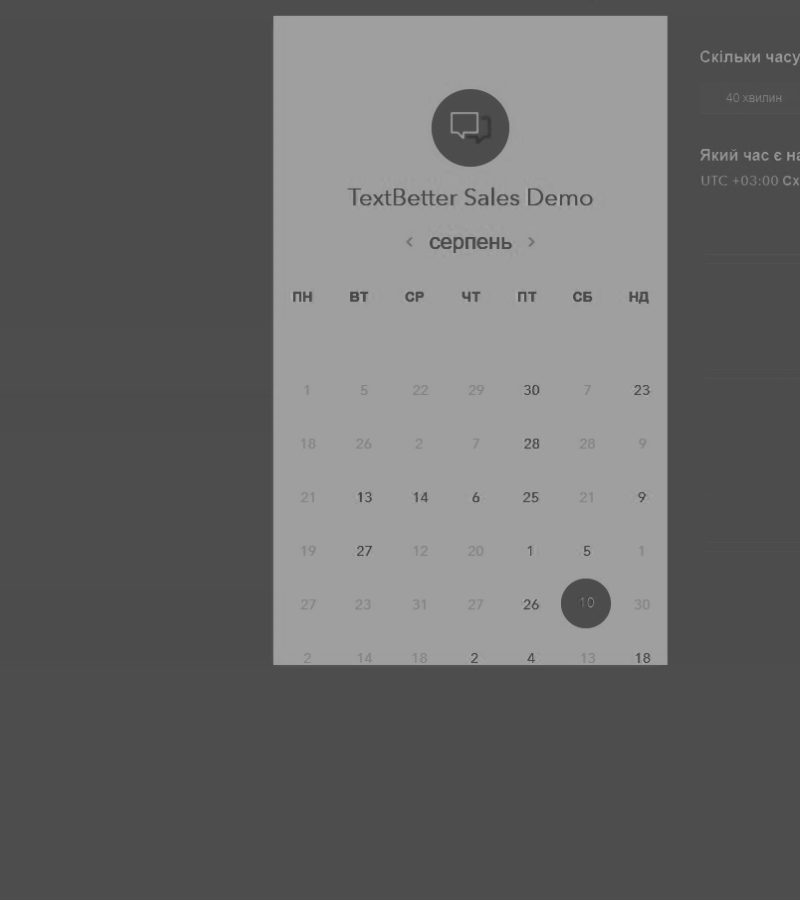 TextBetter Sales Demo
серпень
ПН ВТ СР ЧТ ПТ СБ НД
1 5 22 29 30 7 23
18 26 2 7 28 28 9
21 13 14 6 25 21 9
19 27 12 20 1 5 1
27 23 31 27 26 10 30
2 14 18 2 4 13 18
Скільки часу
40 хвилин
Який час є на
UTC +03:00 Сх